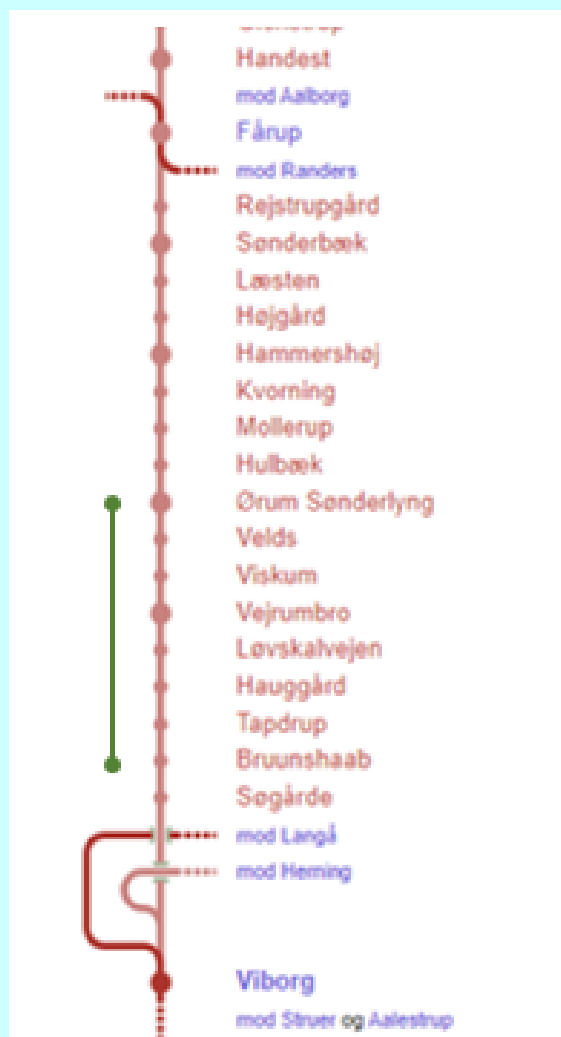 Handest
mod Aalborg
Fårup
mod Randers
Rejstrupgård
Sønderbæk
Læsten
Højgård
Hammershøj
Kvorning
Mollerup
Hulbæk
Ørum Sønderlyng
Velds
Viskum
Vejrumbro
Løvskalvejen
Hauggård
Tapdrup
Bruunshaab
Søgårde
mod Langå
mod Herning
Viborg
mod Struer og Aalestrup